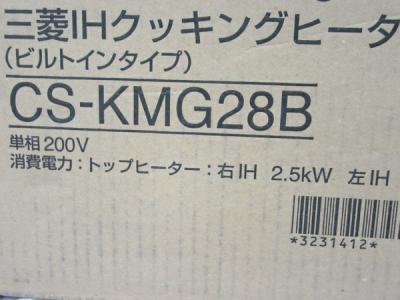 三菱IHクッキングヒータ
(ビルトインタイプ)
CS-KMG28B
単相200V
消費電力:トップヒーター:右IH 2.5kW 左IH
*3231412*